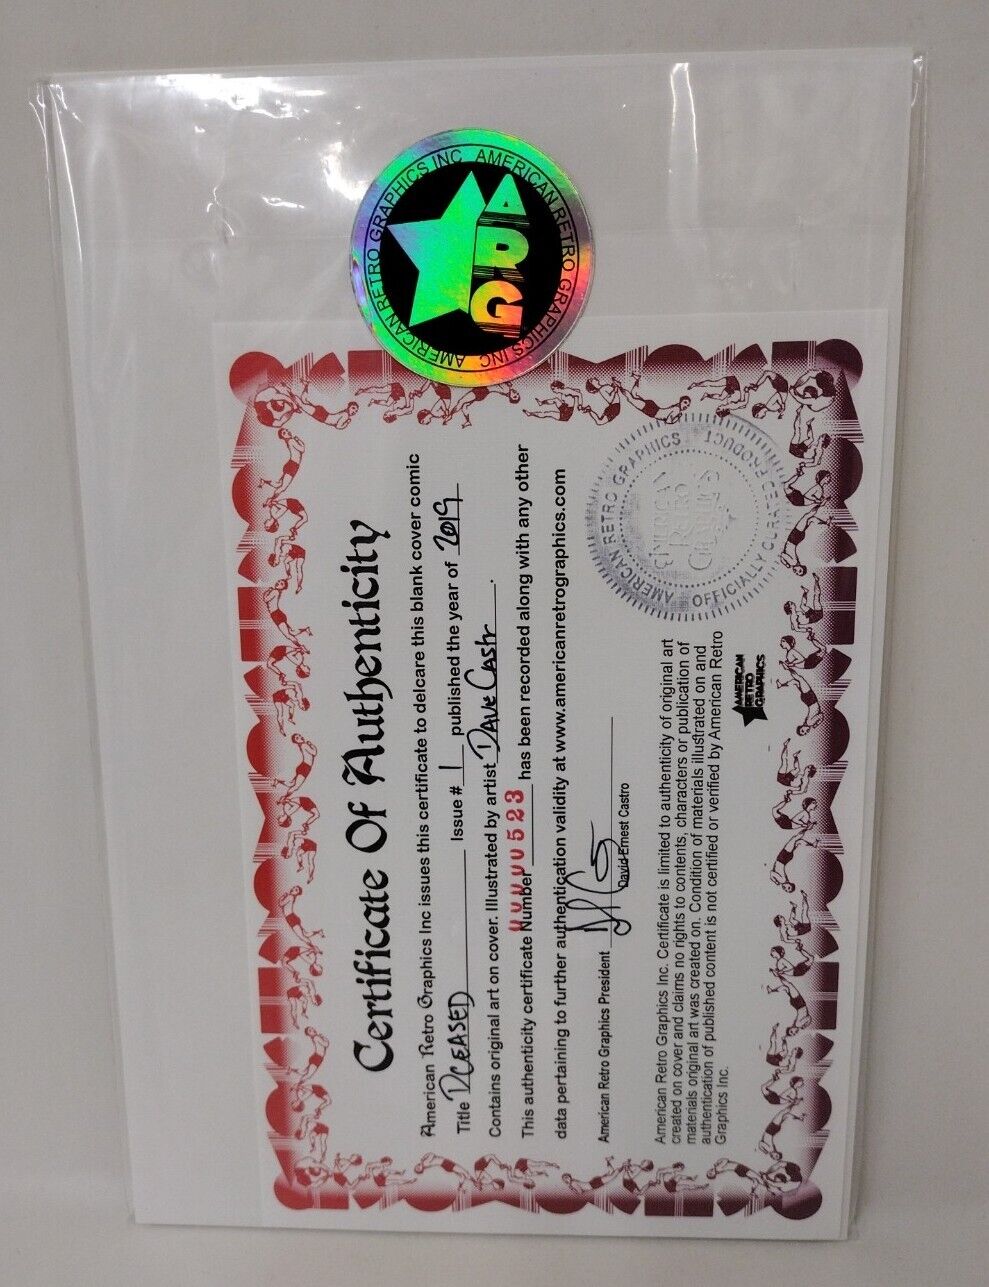 AMERICAN RETRO GRAPHICS INC AMERICAN RETRO GRAPHICS INC
ARG
Certificate Of Authenticity
American Retro Graphics Inc issues this certificate to delcare this blank cover comic
Title DCEASED Issue # 1 published the year of 2019
Contains original art on cover. Illustrated by artist Dave Castr.
This authenticity certificate Number 0000523 has been recorded along with any other
data pertaining to further authentication validity at www.americanretrographics.com
American Retro Graphics President
David Ernest Castro
American Retro Graphics Inc. Certificate is limited to authenticity of original art
created on cover and claims no rights to contents, characters or publication of
materials original art was created on. Condition of materials illustrated on and
authentication of published content is not certified or verified by American Retro
Graphics Inc.
AMERICAN
RETRO
GRAPHICS
AMERICAN RETRO GRAPHICS
OFFICIALLY CURATED PRODUCT